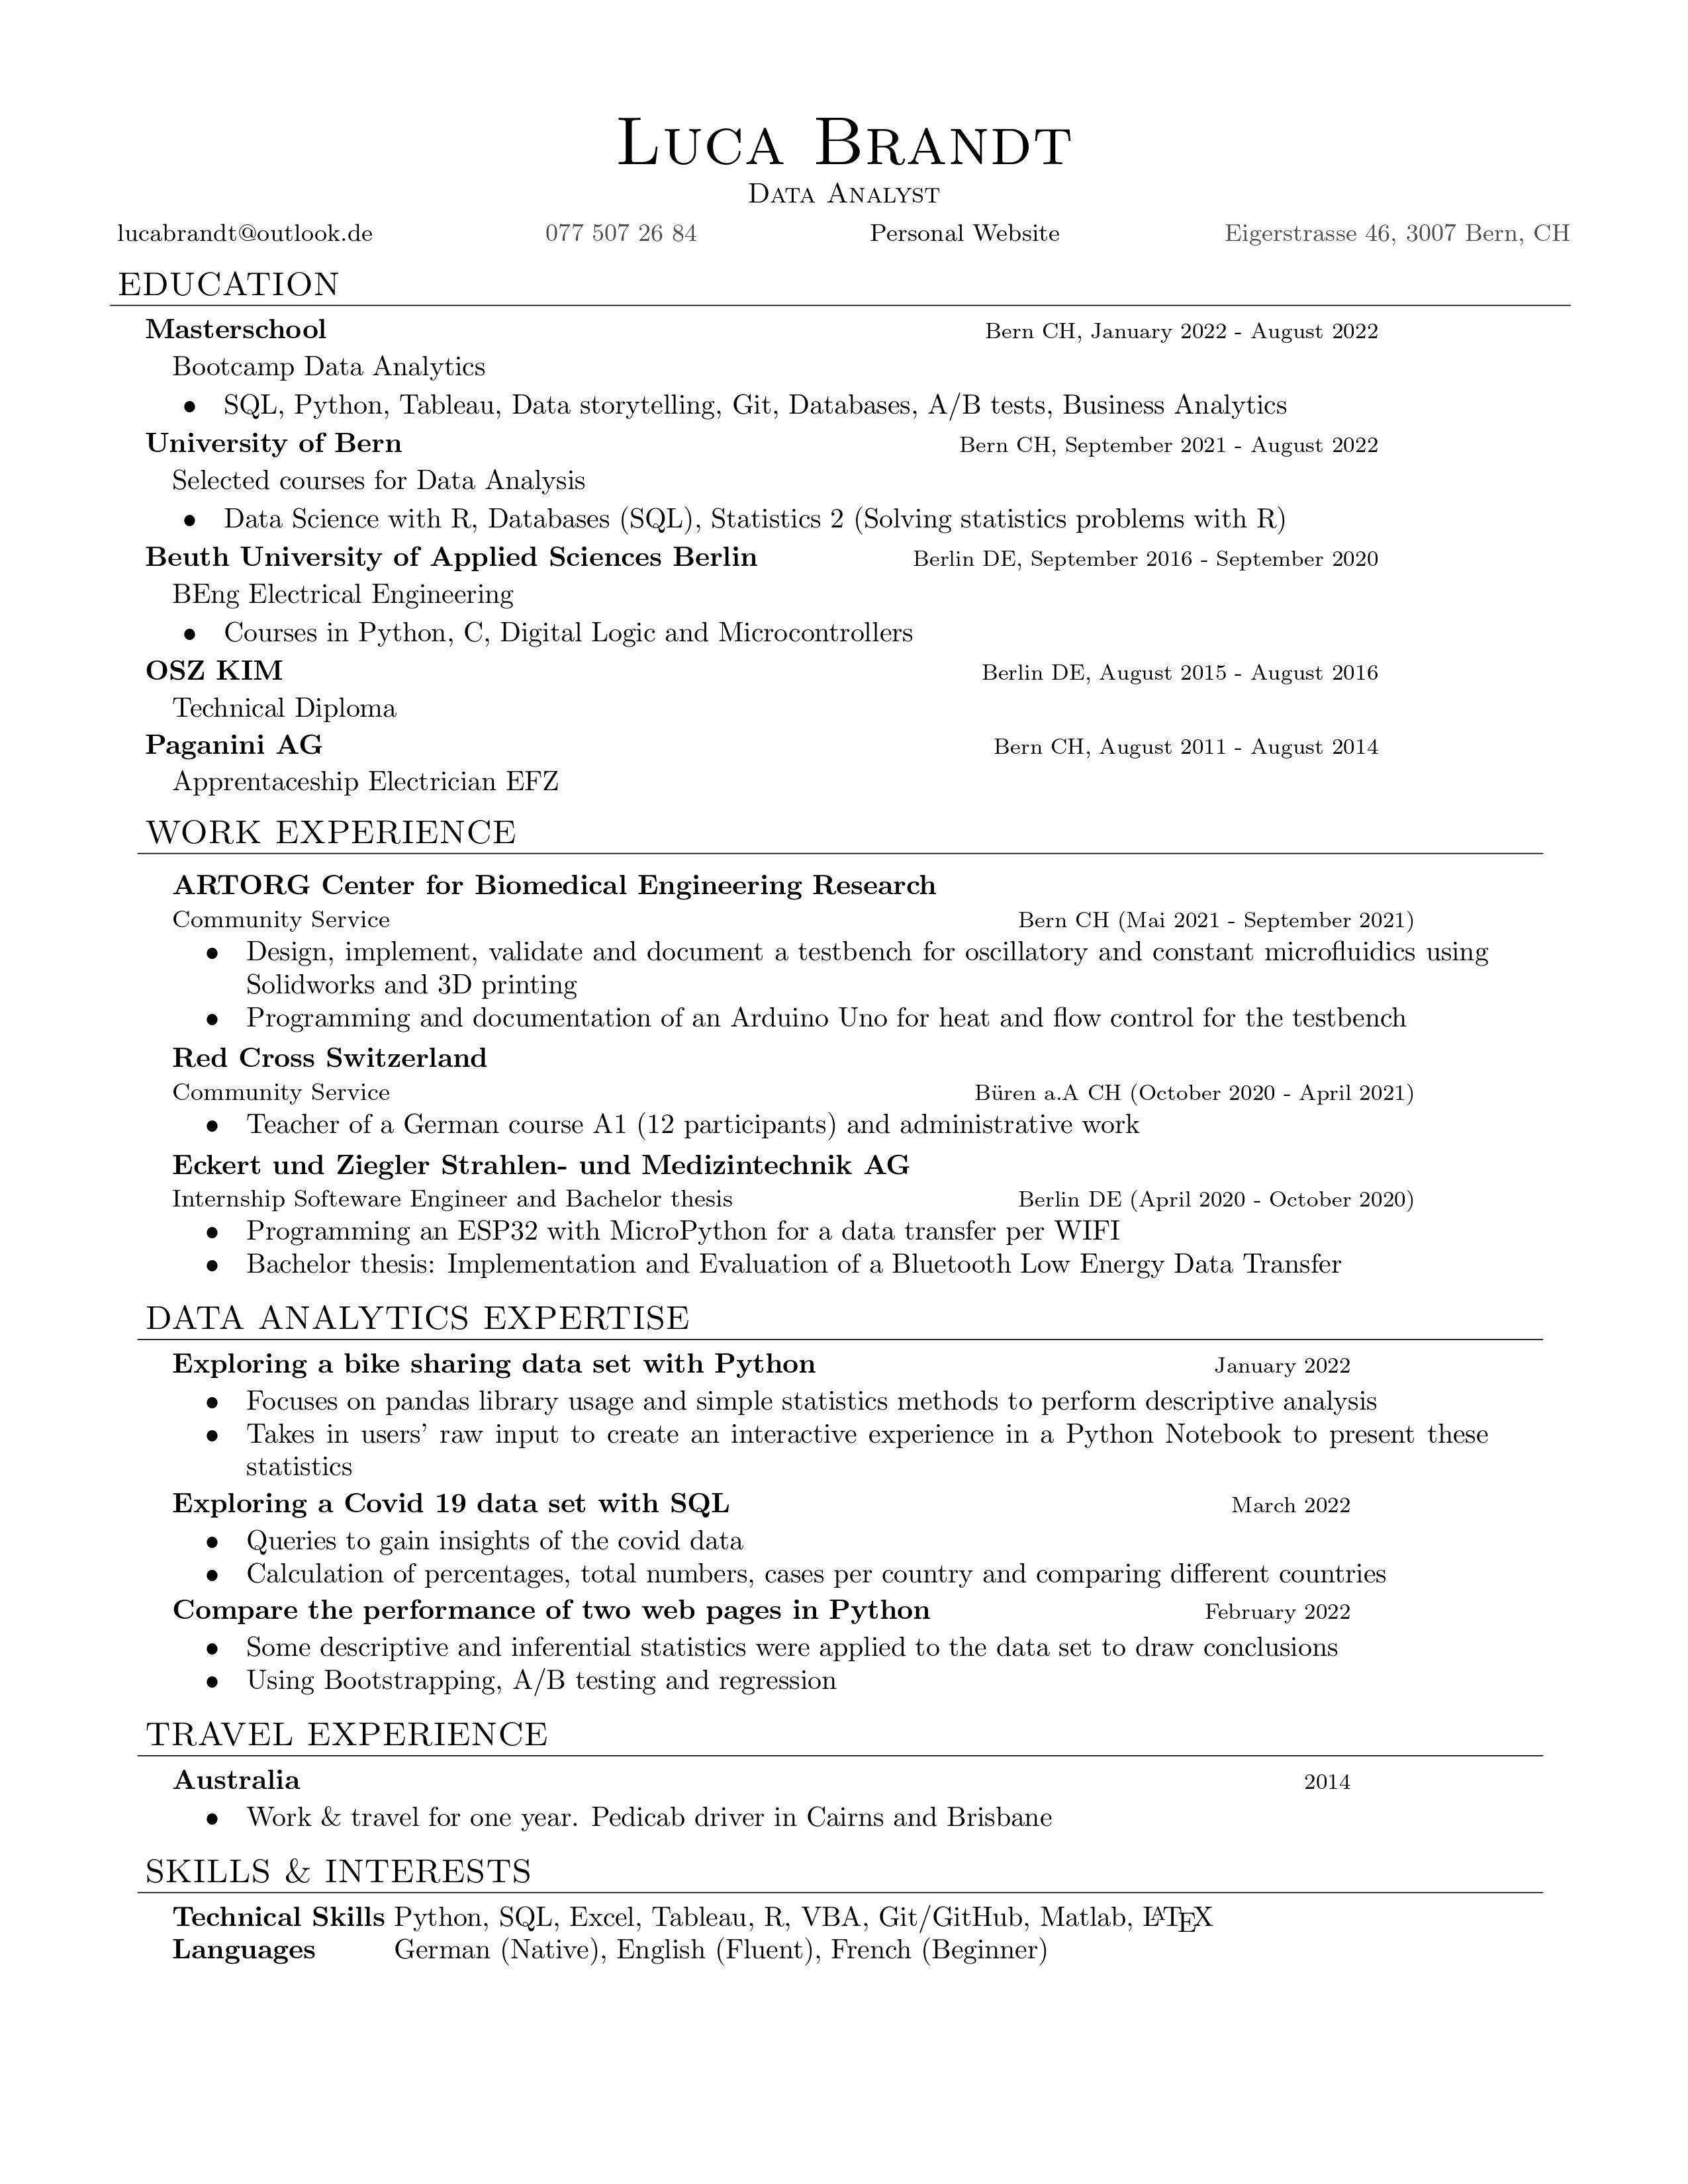 Luca Brandt
Data Analyst
lucabrandt@outlook.de 077 507 26 84 Personal Website Eigerstrasse 46, 3007 Bern, CH
EDUCATION
Masterschool Bern CH, January 2022 - August 2022
Bootcamp Data Analytics
• SQL, Python, Tableau, Data storytelling, Git, Databases, A/B tests, Business Analytics
University of Bern Bern CH, September 2021 - August 2022
Selected courses for Data Analysis
• Data Science with R, Databases (SQL), Statistics 2 (Solving statistics problems with R)
Beuth University of Applied Sciences Berlin Berlin DE, September 2016 - September 2020
BEng Electrical Engineering
• Courses in Python, C, Digital Logic and Microcontrollers
OSZ KIM Berlin DE, August 2015 - August 2016
Technical Diploma
Paganini AG Bern CH, August 2011 - August 2014
Apprentaceship Electrician EFZ
WORK EXPERIENCE
ARTORG Center for Biomedical Engineering Research
Community Service Bern CH (Mai 2021 - September 2021)
• Design, implement, validate and document a testbench for oscillatory and constant microfluidics using
Solidworks and 3D printing
• Programming and documentation of an Arduino Uno for heat and flow control for the testbench
Red Cross Switzerland
Community Service Büren a.A CH (October 2020 - April 2021)
• Teacher of a German course A1 (12 participants) and administrative work
Eckert und Ziegler Strahlen- und Medizintechnik AG
Internship Softeware Engineer and Bachelor thesis Berlin DE (April 2020 - October 2020)
• Programming an ESP32 with MicroPython for a data transfer per WIFI
• Bachelor thesis: Implementation and Evaluation of a Bluetooth Low Energy Data Transfer
DATA ANALYTICS EXPERTISE
Exploring a bike sharing data set with Python January 2022
• Focuses on pandas library usage and simple statistics methods to perform descriptive analysis
• Takes in users' raw input to create an interactive experience in a Python Notebook to present these
statistics
Exploring a Covid 19 data set with SQL March 2022
• Queries to gain insights of the covid data
• Calculation of percentages, total numbers, cases per country and comparing different countries
Compare the performance of two web pages in Python February 2022
• Some descriptive and inferential statistics were applied to the data set to draw conclusions
• Using Bootstrapping, A/B testing and regression
TRAVEL EXPERIENCE
Australia 2014
• Work & travel for one year. Pedicab driver in Cairns and Brisbane
SKILLS & INTERESTS
Technical Skills Python, SQL, Excel, Tableau, R, VBA, Git/GitHub, Matlab, LATEX
Languages German (Native), English (Fluent), French (Beginner)